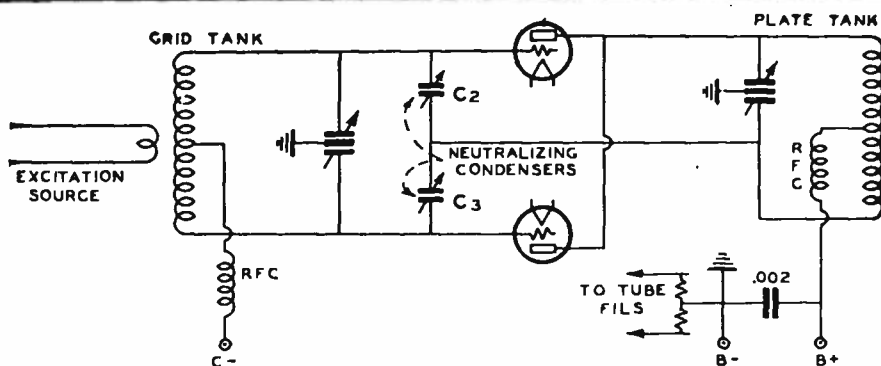 GRID TANK
PLATE TANK
EXCITATION
SOURCE
C2
NEUTRALIZING
CONDENSERS
C3
RFC
C-
R
F
C
TO TUBE
FILS
.002
B-
B+